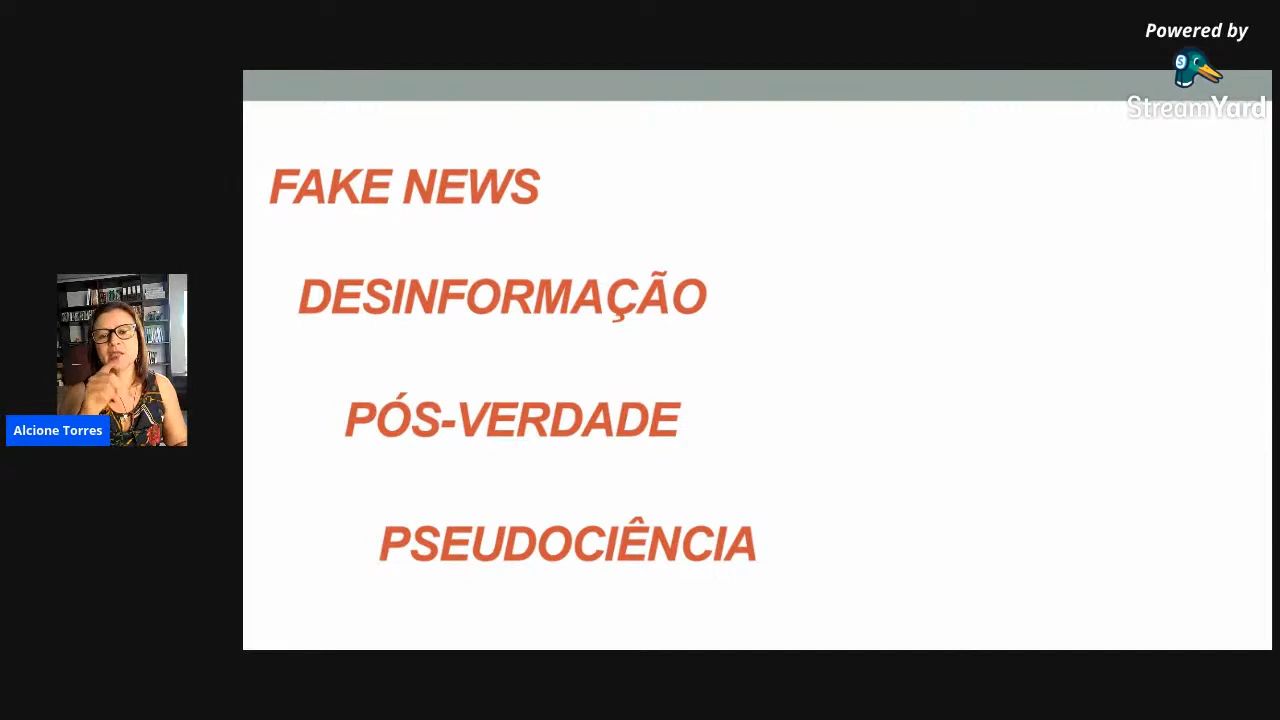 Powered by
StreamYard
FAKE NEWS
DESINFORMAÇÃO
PÓS-VERDADE
PSEUDOCIÊNCIA
Alcione Torres